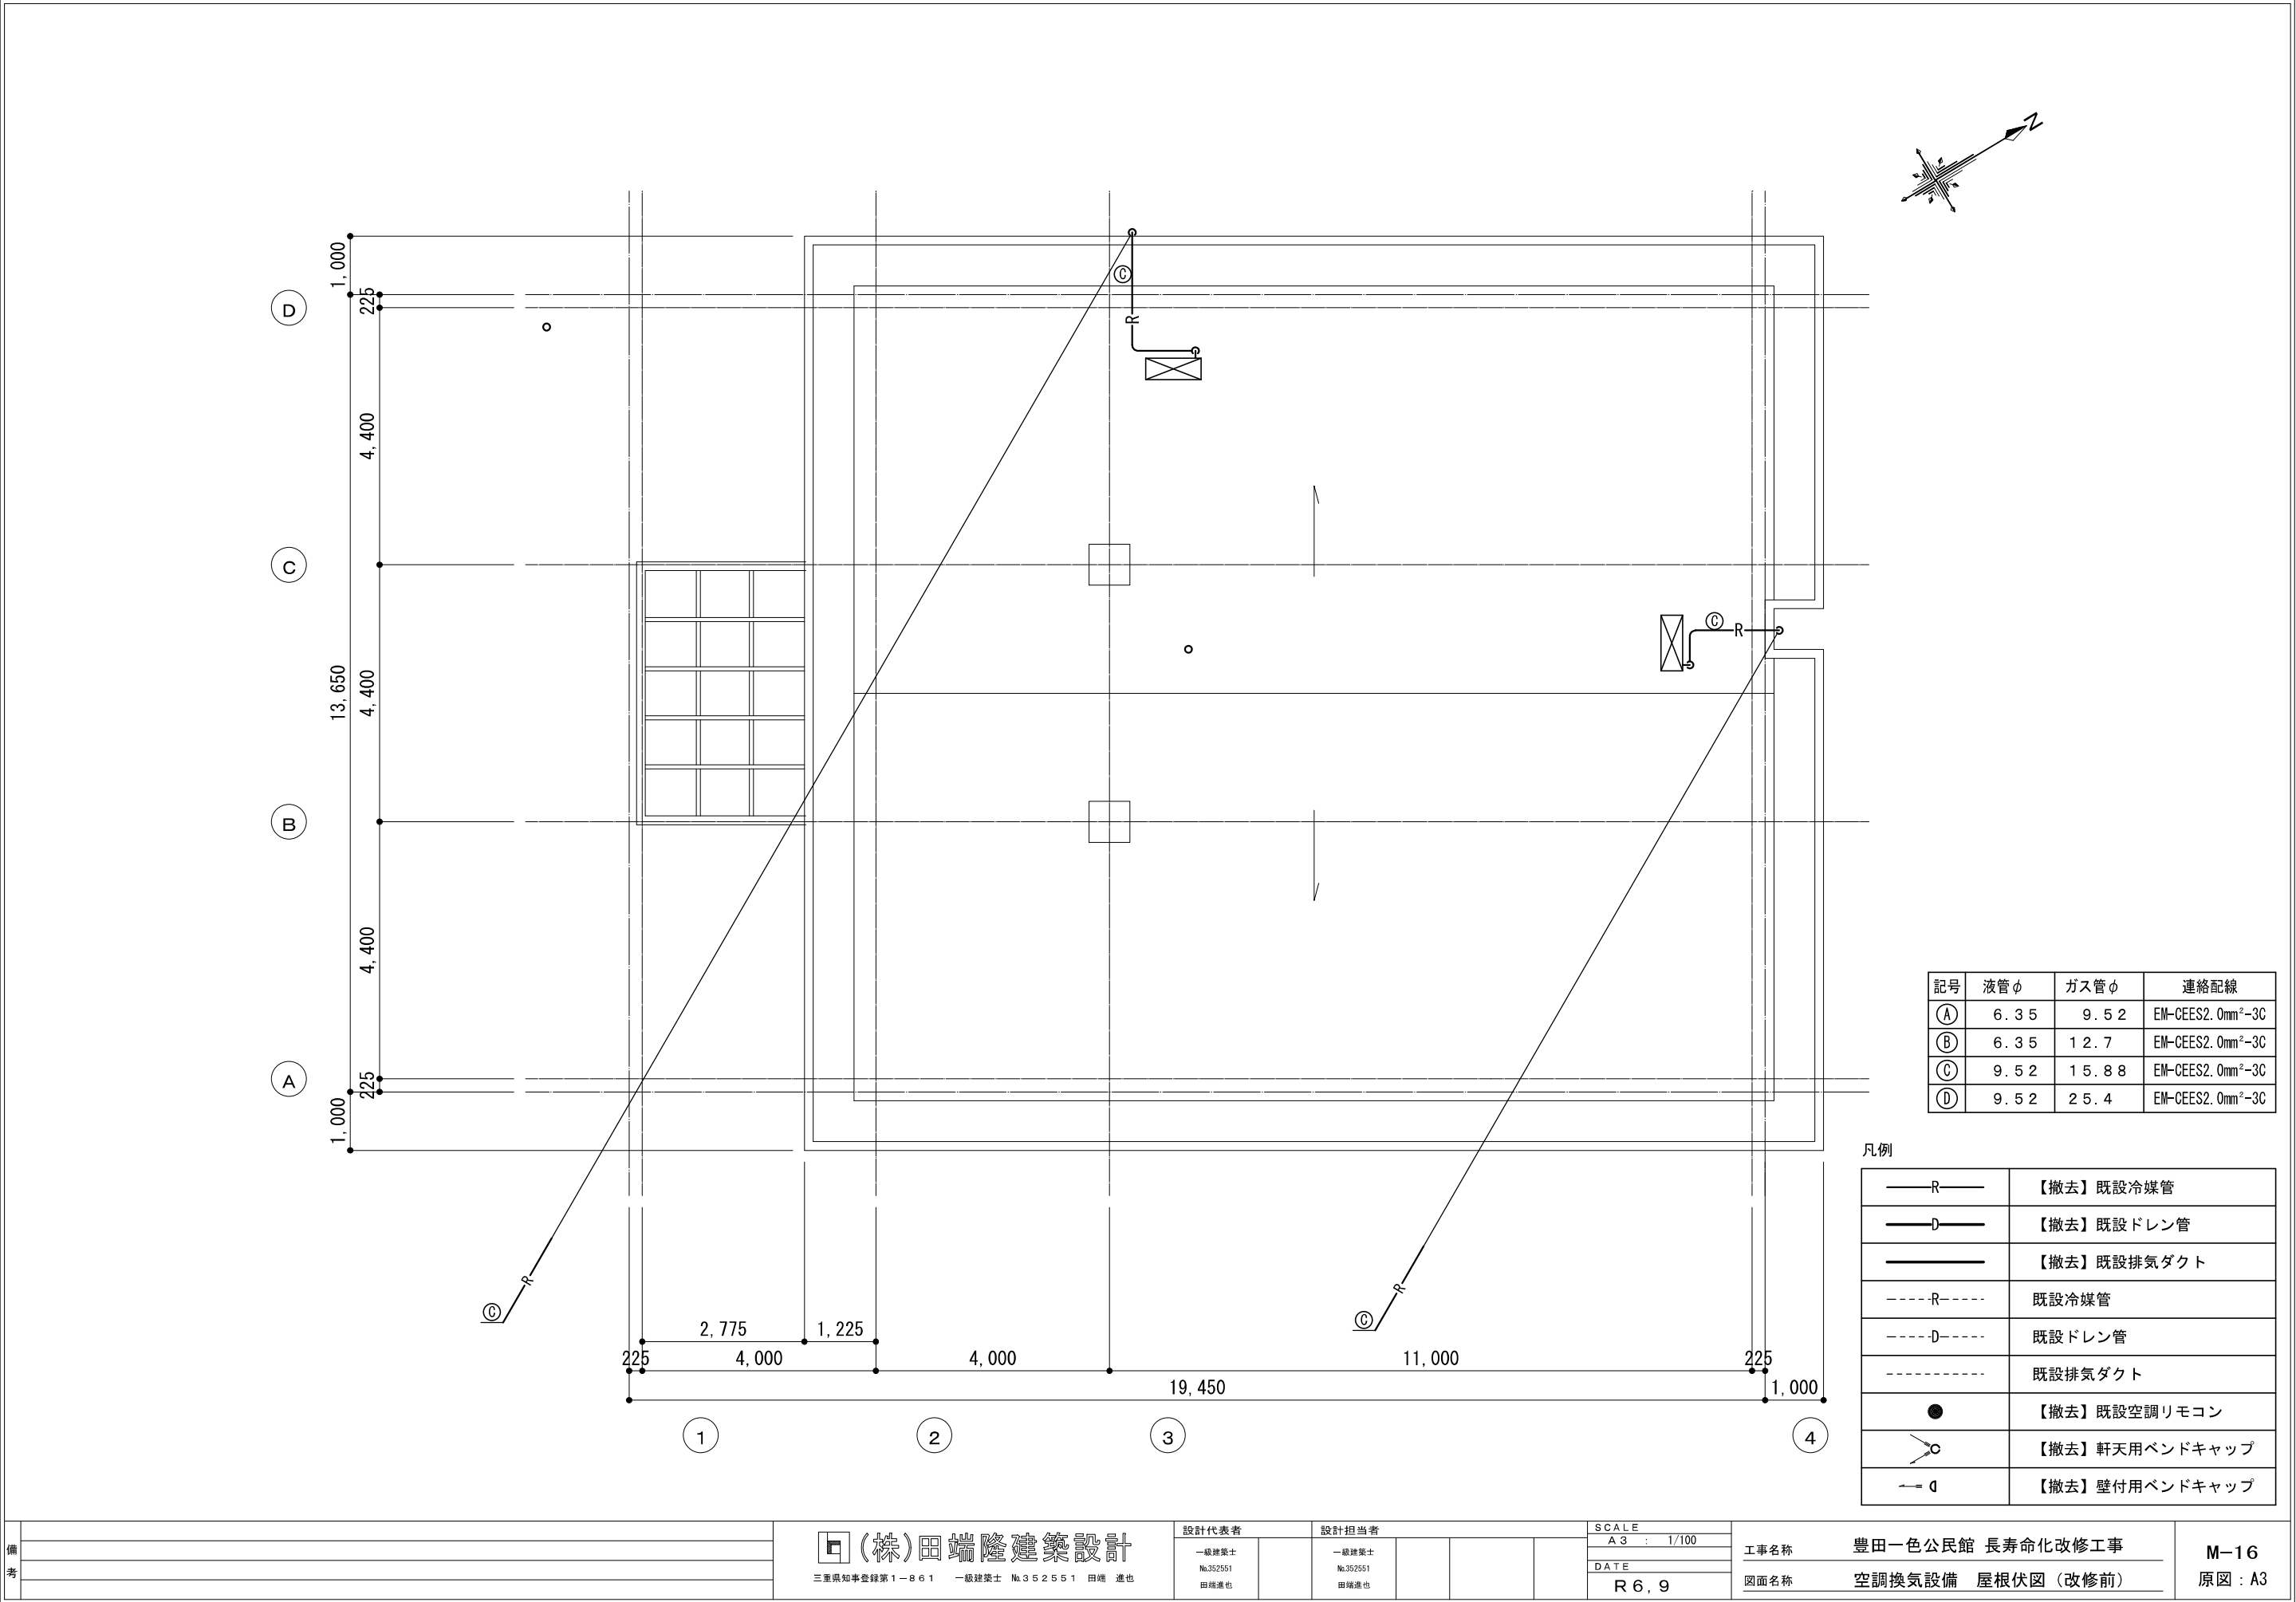 N
1,000
225
D
C
R
4,400
C
C
R
13,650
4,400
B
4,400
A
225
1,000
R
C
R
C
2,775 1,225
225 4,000 4,000 11,000 225
19,450 1,000
1 2 3 4
記号 液管φ ガス管φ 連絡配線
A 6.35 9.52 EM-CEES2.0mm²-3C
B 6.35 12.7 EM-CEES2.0mm²-3C
C 9.52 15.88 EM-CEES2.0mm²-3C
D 9.52 25.4 EM-CEES2.0mm²-3C
凡例
R 【撤去】既設冷媒管
D 【撤去】既設ドレン管
【撤去】既設排気ダクト
R 既設冷媒管
D 既設ドレン管
既設排気ダクト
【撤去】既設空調リモコン
【撤去】軒天用ベンドキャップ
【撤去】壁付用ベンドキャップ
備考
(株)田端隆建築設計
三重県知事登録第1-861 一級建築士 №352551 田端 進也
設計代表者
一級建築士
№352551
田端進也
設計担当者
一級建築士
№352551
田端進也
SCALE
A3 : 1/100
DATE
R6,9
工事名称 豊田一色公民館 長寿命化改修工事
図面名称 空調換気設備 屋根伏図(改修前)
M-16
原図:A3